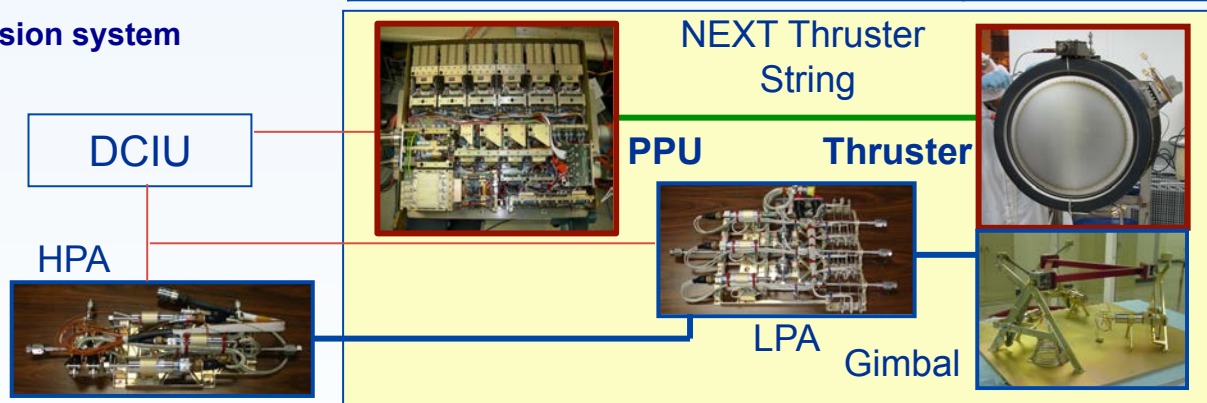 sion system
NEXT Thruster
String
DCIU
PPU
Thruster
HPA
LPA
Gimbal